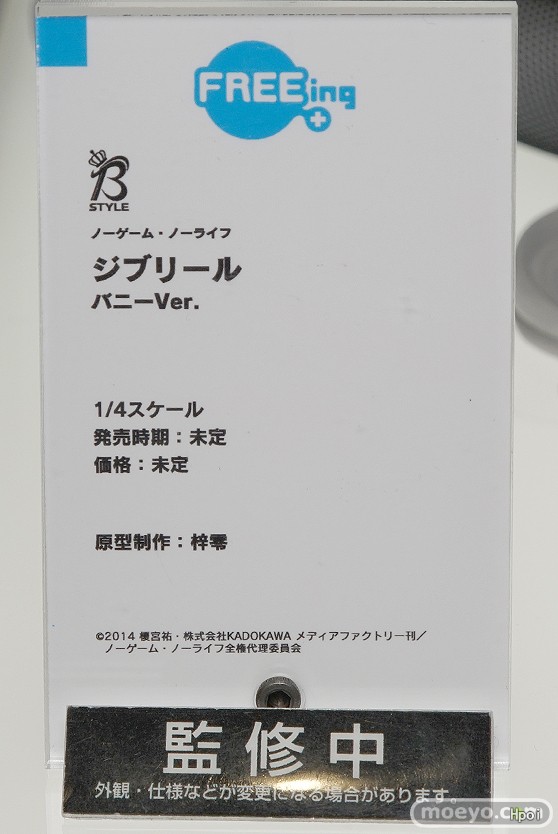 FREEing
B
STYLE
ノーゲーム・ノーライフ
ジブリール
バニーVer.
1/4スケール
発売時期：未定
価格：未定
原型制作：梓零
©2014 榎宮祐・株式会社KADOKAWA メディアファクトリー刊／
ノーゲーム・ノーライフ全権代理委員会
監修中
外観・仕様などが変更になる場合があります。
moeyo.com
Hpoi